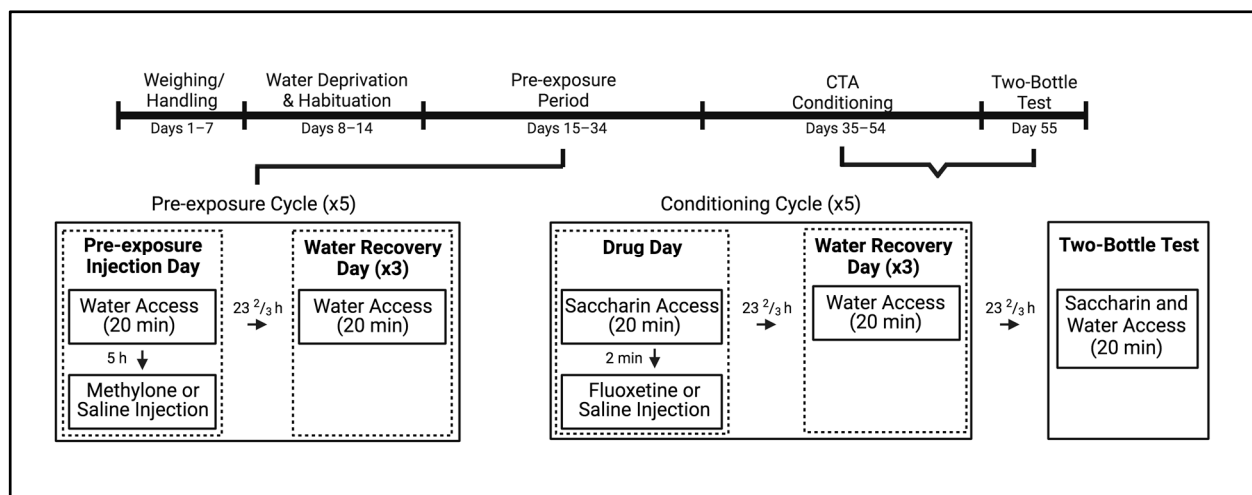 Weighing/
Handling
Days 1–7
Water Deprivation
& Habituation
Days 8–14
Pre-exposure
Period
Days 15–34
CTA
Conditioning
Days 35–54
Two-Bottle
Test
Day 55
Pre-exposure Cycle (x5)
Pre-exposure
Injection Day
Water Access
(20 min)
5 h
Methylone or
Saline Injection
23 2/3 h
Water Recovery
Day (x3)
Water Access
(20 min)
Conditioning Cycle (x5)
Drug Day
Saccharin Access
(20 min)
2 min
Fluoxetine or
Saline Injection
23 2/3 h
Water Recovery
Day (x3)
Water Access
(20 min)
23 2/3 h
Two-Bottle Test
Saccharin and
Water Access
(20 min)